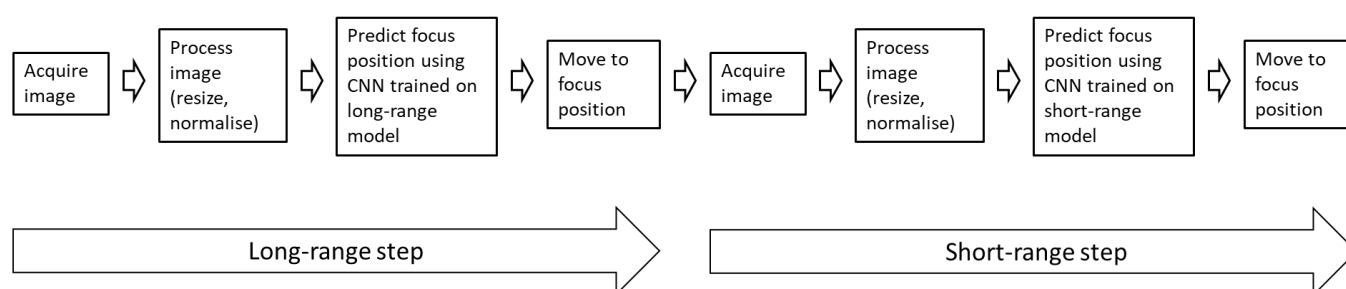 Acquire
image
Process
image
(resize,
normalise)
Predict focus
position using
CNN trained on
long-range
model
Move to
focus
position
Acquire
image
Process
image
(resize,
normalise)
Predict focus
position using
CNN trained on
short-range
model
Move to
focus
position
Long-range step
Short-range step